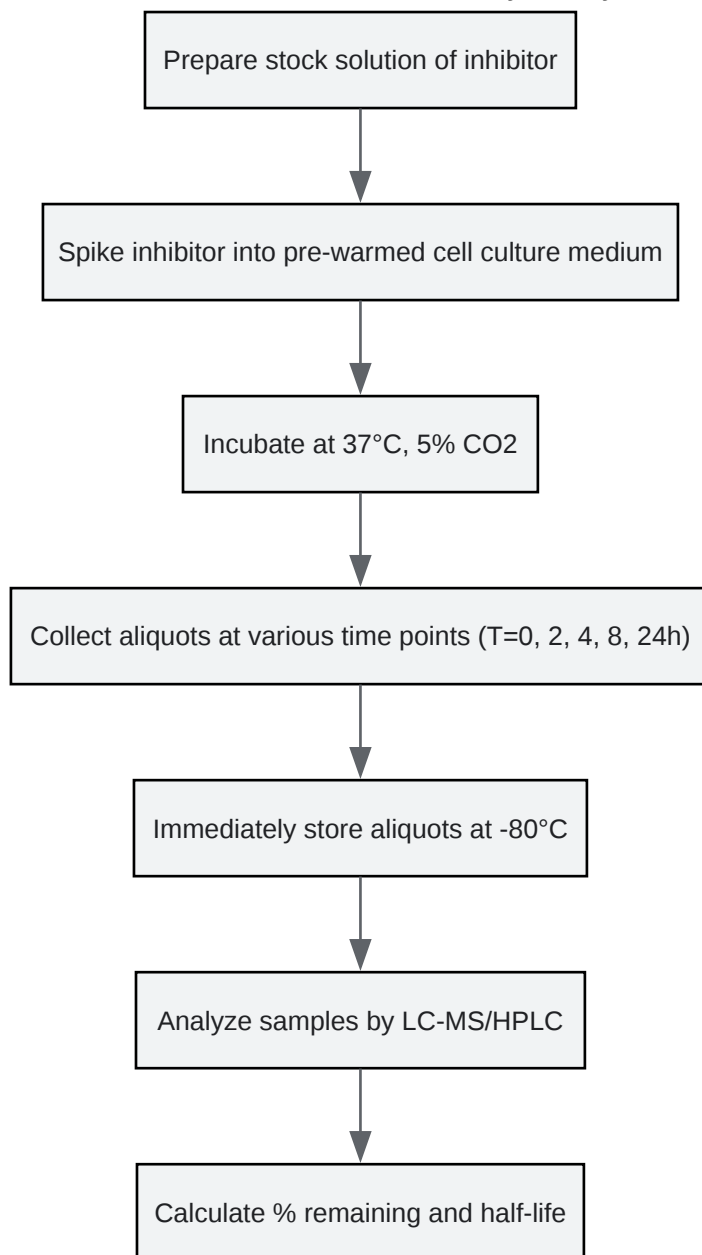 Prepare stock solution of inhibitor
Spike inhibitor into pre-warmed cell culture medium
Incubate at 37°C, 5% CO2
Collect aliquots at various time points (T=0, 2, 4, 8, 24h)
Immediately store aliquots at -80°C
Analyze samples by LC-MS/HPLC
Calculate % remaining and half-life